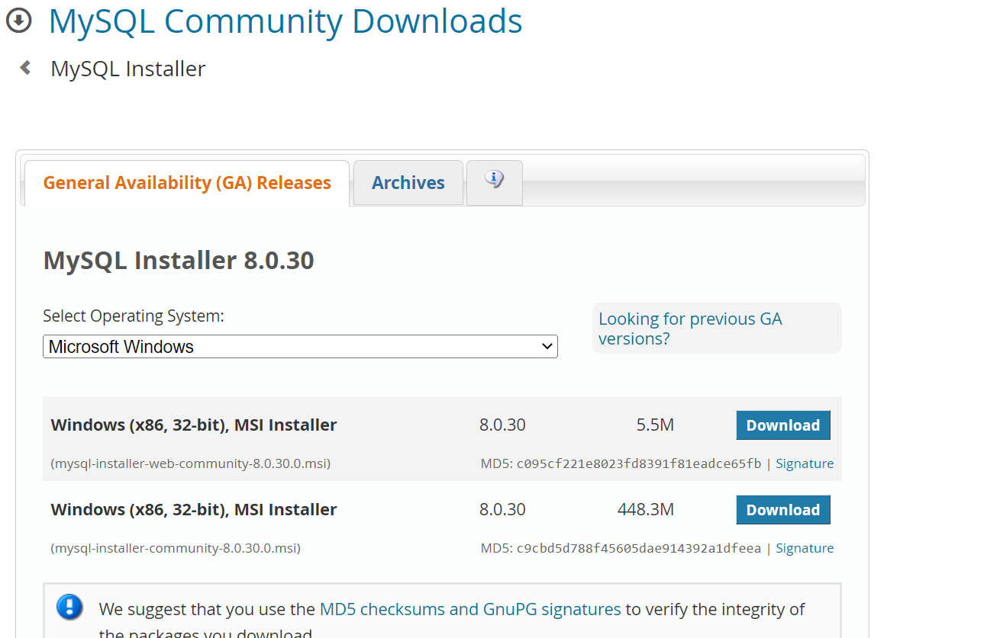 MySQL Community Downloads
MySQL Installer
General Availability (GA) Releases
Archives
MySQL Installer 8.0.30
Select Operating System:
Microsoft Windows
Looking for previous GA
versions?
Windows (x86, 32-bit), MSI Installer 8.0.30 5.5M Download
(mysql-installer-web-community-8.0.30.0.msi) MD5: c095cf221e8023fd8391f81eadce65fb | Signature
Windows (x86, 32-bit), MSI Installer 8.0.30 448.3M Download
(mysql-installer-community-8.0.30.0.msi) MD5: c9cbd5d788f45605dae914392a1dfeea | Signature
We suggest that you use the MD5 checksums and GnuPG signatures to verify the integrity of
the packages you download.